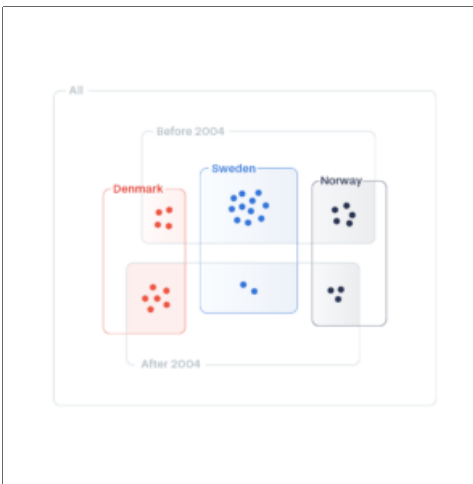 All
Before 2004
Sweden
Denmark
Norway
After 2004